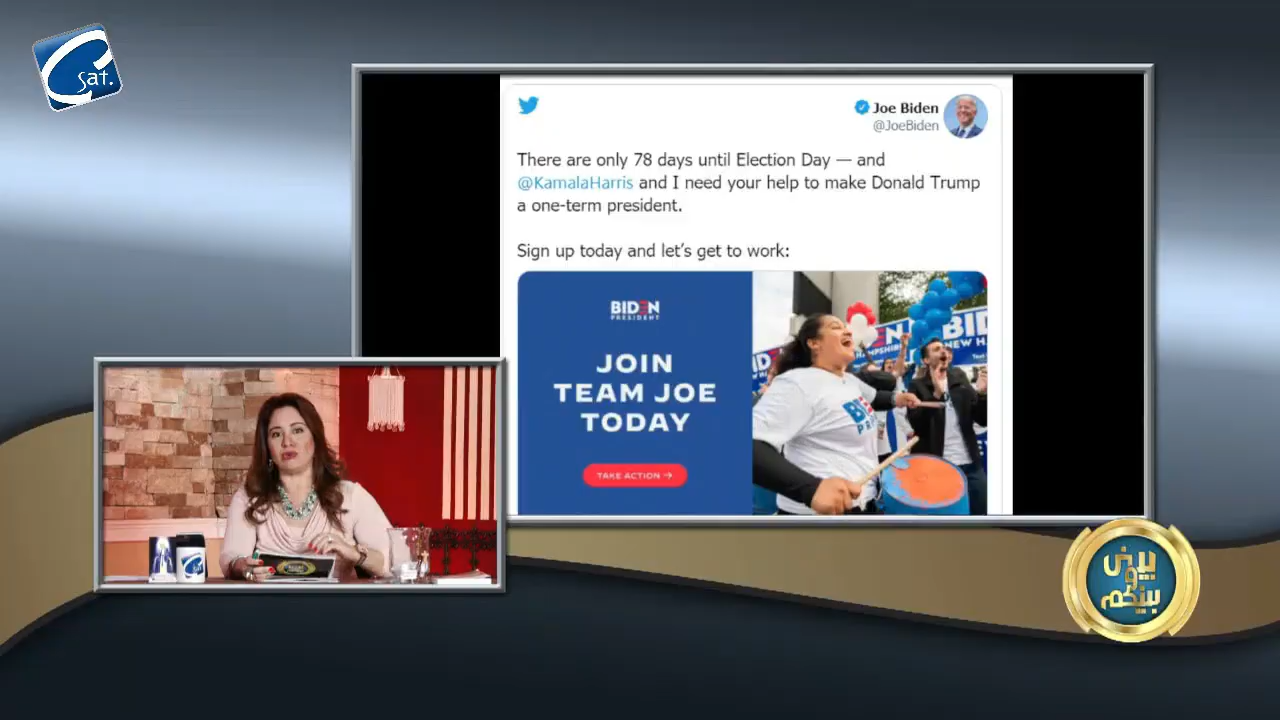 Sat.
Joe Biden
@JoeBiden
There are only 78 days until Election Day — and
@KamalaHarris and I need your help to make Donald Trump
a one-term president.
Sign up today and let's get to work:
BIDEN
PRESIDENT
JOIN
TEAM JOE
TODAY
TAKE ACTION →
بيني
و
بينكم